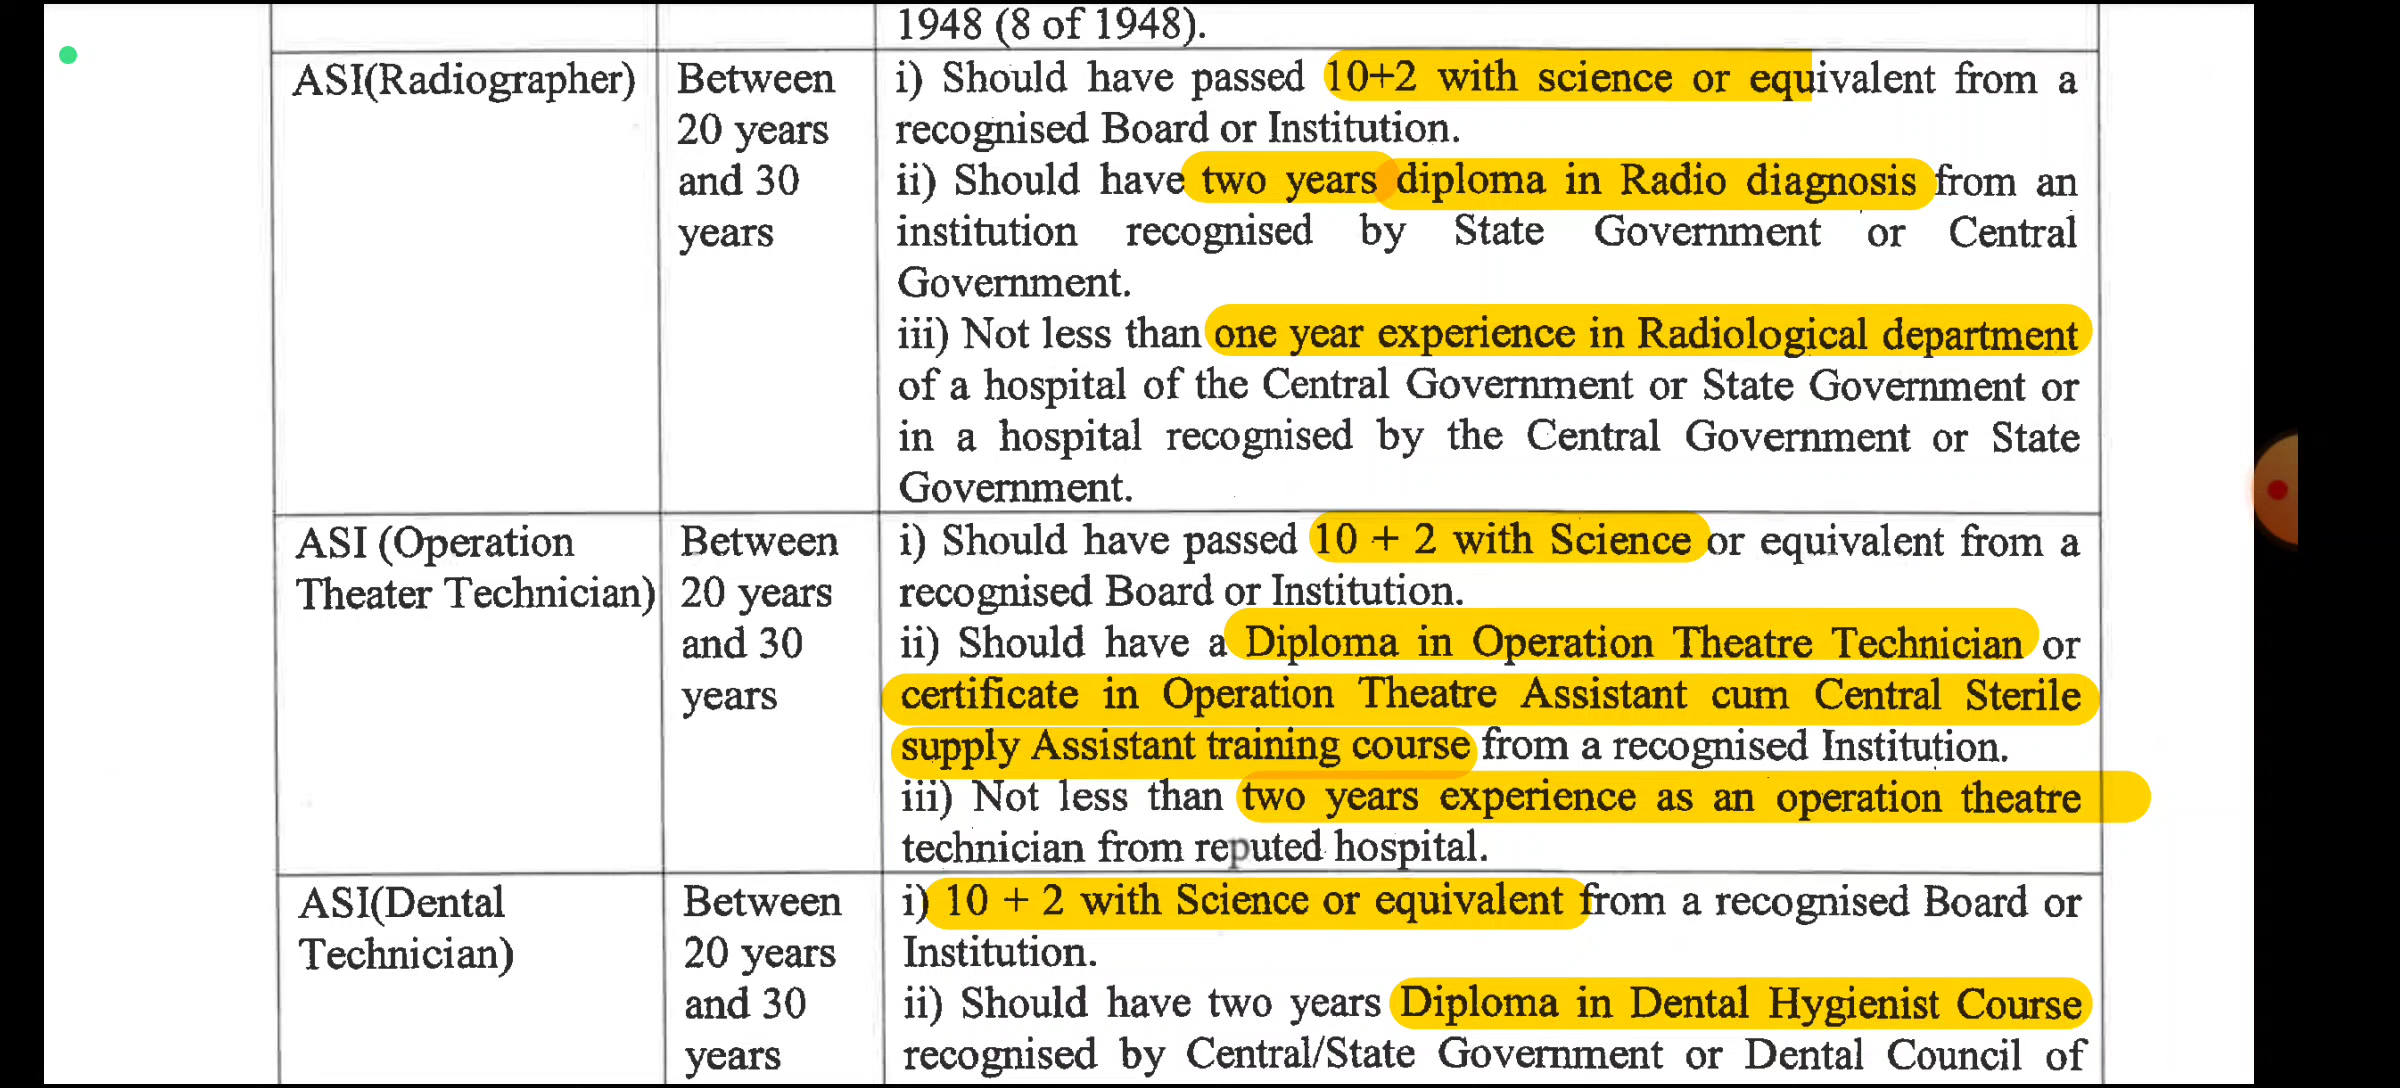 1948 (8 of 1948).
ASI(Radiographer)
Between
20 years
and 30
years
i) Should have passed 10+2 with science or equivalent from a
recognised Board or Institution.
ii) Should have two years diploma in Radio diagnosis from an
institution recognised by State Government or Central
Government.
iii) Not less than one year experience in Radiological department
of a hospital of the Central Government or State Government or
in a hospital recognised by the Central Government or State
Government.
ASI (Operation
Theater Technician)
Between
20 years
and 30
years
i) Should have passed 10 + 2 with Science or equivalent from a
recognised Board or Institution.
ii) Should have a Diploma in Operation Theatre Technician or
certificate in Operation Theatre Assistant cum Central Sterile
supply Assistant training course from a recognised Institution.
iii) Not less than two years experience as an operation theatre
technician from reputed hospital.
ASI(Dental
Technician)
Between
20 years
and 30
years
i) 10 + 2 with Science or equivalent from a recognised Board or
Institution.
ii) Should have two years Diploma in Dental Hygienist Course
recognised by Central/State Government or Dental Council of